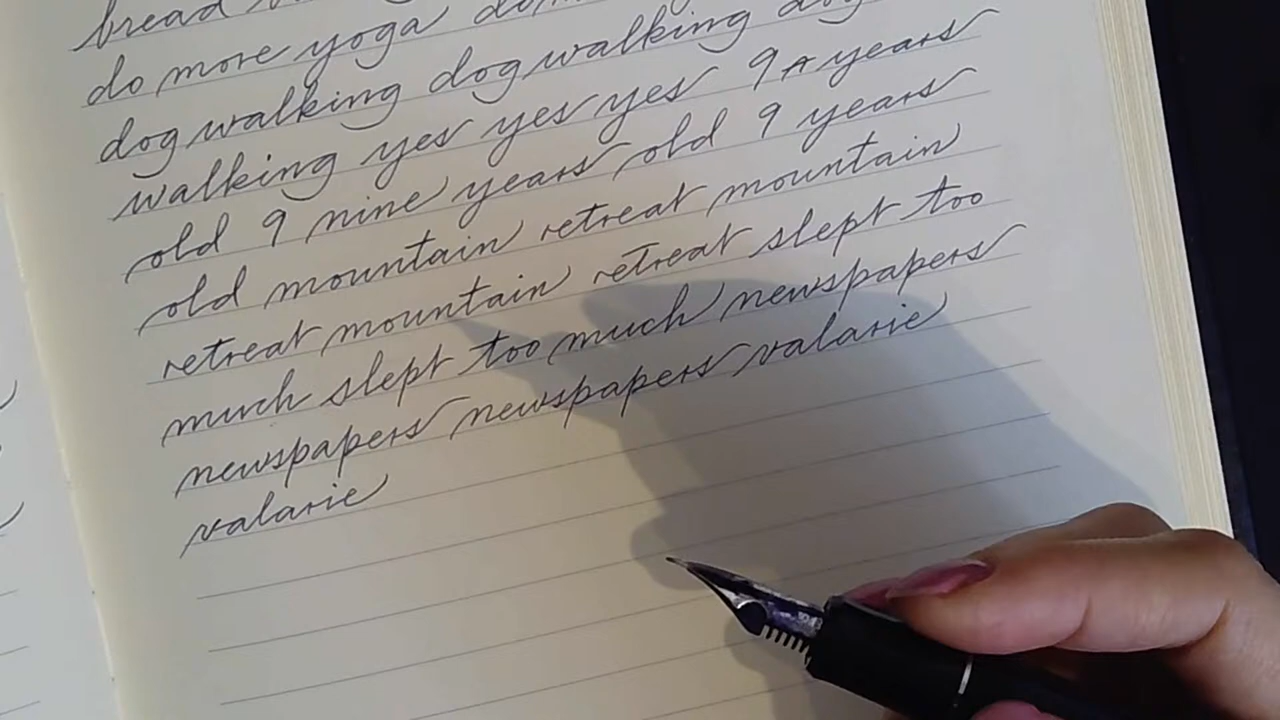 bread
do more yoga
dog walking dog walking dog
walking yes yes yes 9 A years
old 9 nine years old 9 years
old mountain retreat mountain
retreat mountain retreat slept too
much slept too much newspapers
newspapers newspapers valarie
valarie